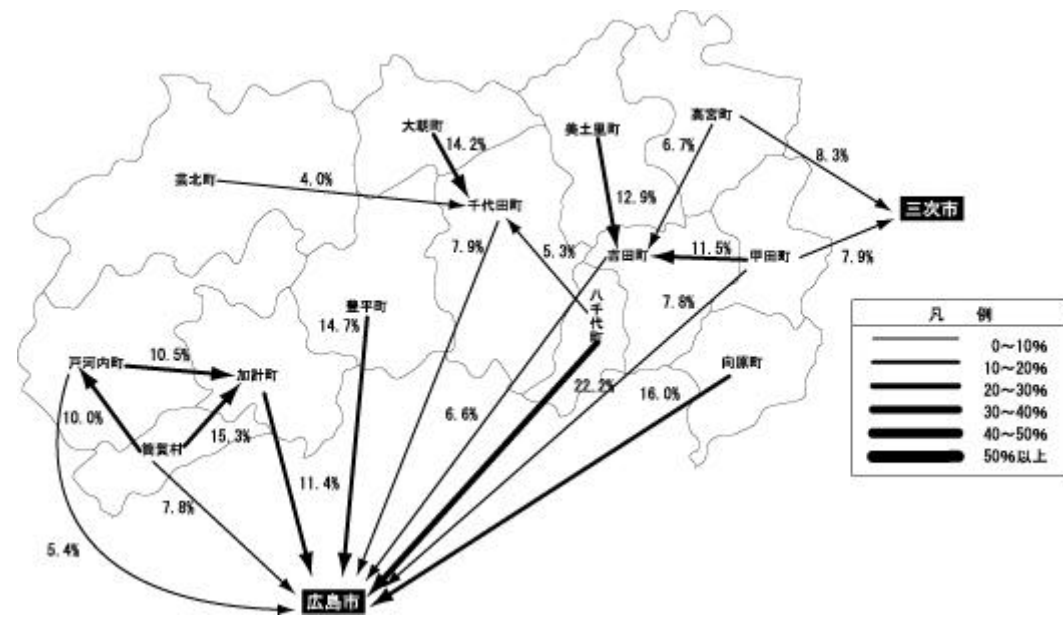 高宮町
大朝町
美土里町
14.2%
6.7%
8.3%
芸北町
4.0%
12.9%
千代田町
三次市
7.9%
5.3%
吉田町
11.5%
甲田町
7.9%
八千代町
7.8%
豊平町
14.7%
凡 例
0～10%
10～20%
20～30%
30～40%
40～50%
50%以上
戸河内町
10.5%
加計町
向原町
22.2%
16.0%
10.0%
6.6%
15.3%
筒賀村
11.4%
7.8%
5.4%
広島市